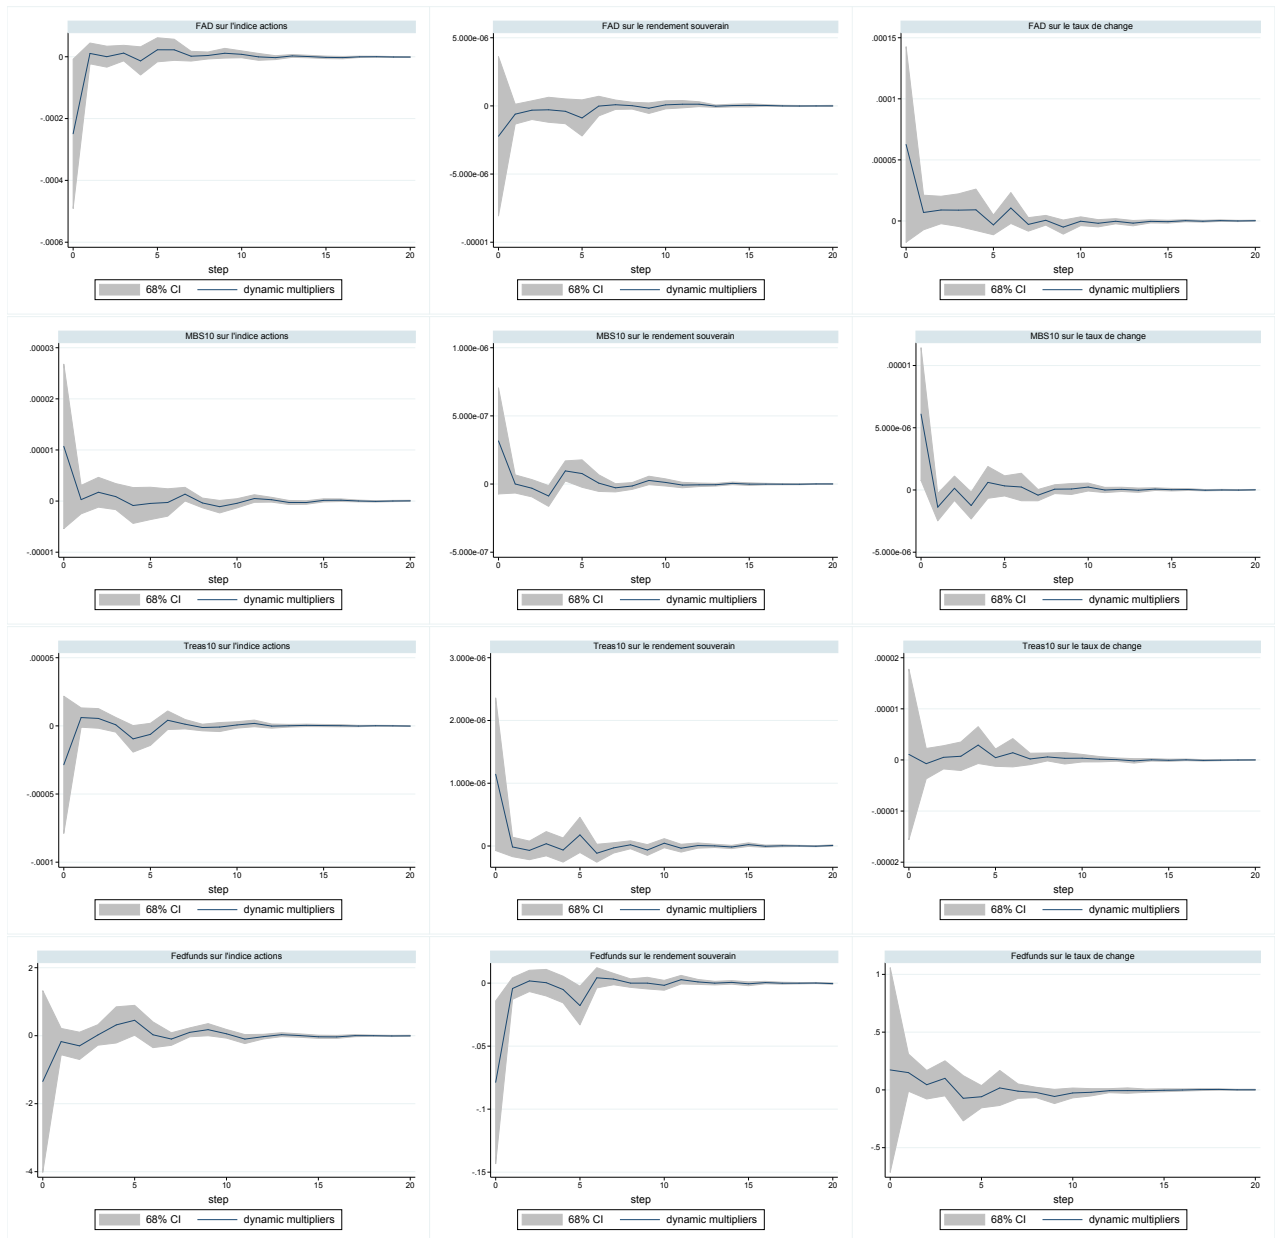 FAD sur l'indice actions
0
-.0002
-.0004
-.0006
0 5 10 15 20
step
68% CI dynamic multipliers
FAD sur le rendement souverain
5.000e-06
0
-5.000e-06
-.00001
0 5 10 15 20
step
68% CI dynamic multipliers
FAD sur le taux de change
.00015
.0001
.00005
0
0 5 10 15 20
step
68% CI dynamic multipliers
MBS10 sur l'indice actions
.00003
.00002
.00001
0
-.00001
0 5 10 15 20
step
68% CI dynamic multipliers
MBS10 sur le rendement souverain
1.000e-06
5.000e-07
0
-5.000e-07
0 5 10 15 20
step
68% CI dynamic multipliers
MBS10 sur le taux de change
.00001
5.000e-06
0
-5.000e-06
0 5 10 15 20
step
68% CI dynamic multipliers
Treas10 sur l'indice actions
.00005
0
-.00005
-.0001
0 5 10 15 20
step
68% CI dynamic multipliers
Treas10 sur le rendement souverain
3.000e-06
2.000e-06
1.000e-06
0
0 5 10 15 20
step
68% CI dynamic multipliers
Treas10 sur le taux de change
.00002
.00001
0
-.00001
-.00002
0 5 10 15 20
step
68% CI dynamic multipliers
Fedfunds sur l'indice actions
2
0
-2
-4
0 5 10 15 20
step
68% CI dynamic multipliers
Fedfunds sur le rendement souverain
0
-.05
-.1
-.15
0 5 10 15 20
step
68% CI dynamic multipliers
Fedfunds sur le taux de change
1
.5
0
-.5
0 5 10 15 20
step
68% CI dynamic multipliers